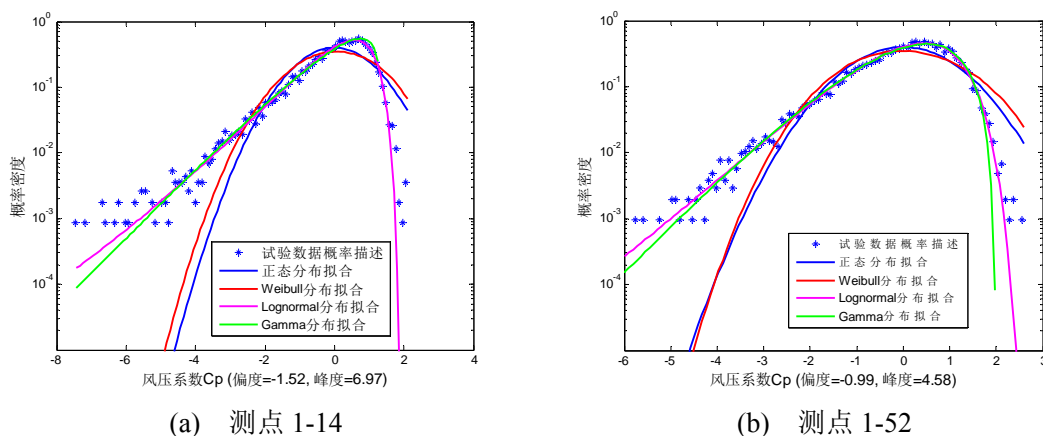 10^0
10^-1
10^-2
10^-3
10^-4
概率密度
试验数据概率描述
正态分布拟合
Weibull分布拟合
Lognormal分布拟合
Gamma分布拟合
-8 -6 -4 -2 0 2 4
风压系数Cp (偏度=-1.52, 峰度=6.97)
(a) 测点 1-14
10^0
10^-1
10^-2
10^-3
10^-4
概率密度
试验数据概率描述
正态分布拟合
Weibull分布拟合
Lognormal分布拟合
Gamma分布拟合
-6 -5 -4 -3 -2 -1 0 1 2 3
风压系数Cp (偏度=-0.99, 峰度=4.58)
(b) 测点 1-52